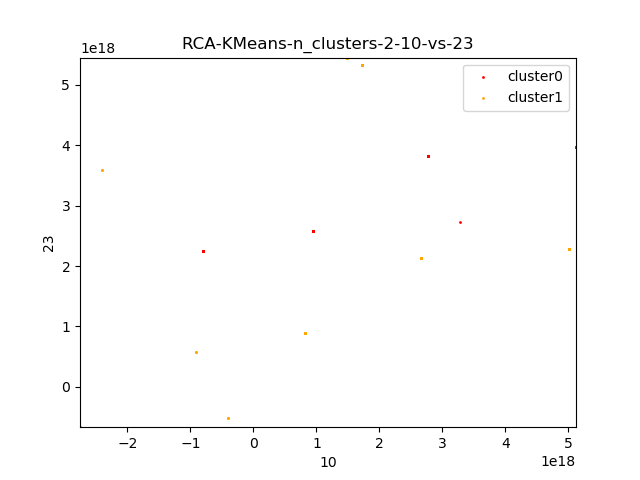 RCA-KMeans-n_clusters-2-10-vs-23
1e18
cluster0
cluster1
5
4
3
2
1
0
23
−2 −1 0 1 2 3 4 5
10
1e18